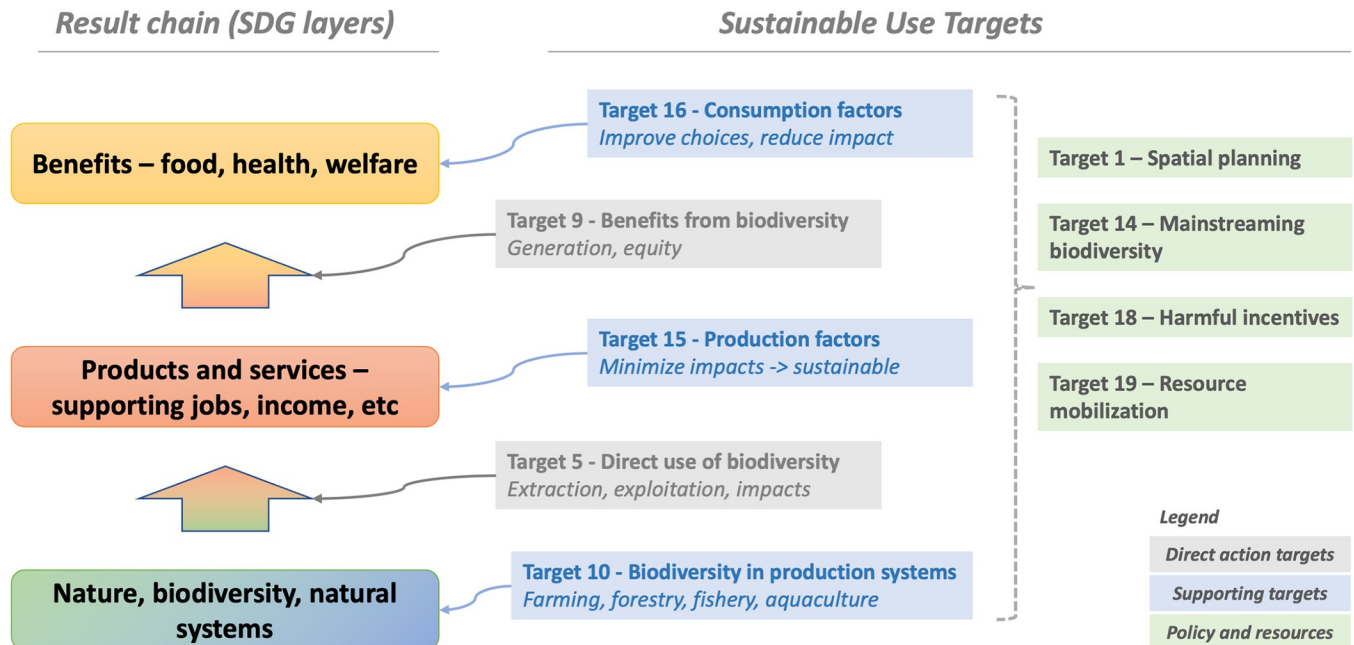 Result chain (SDG layers)
Sustainable Use Targets
Target 16 - Consumption factors
Improve choices, reduce impact
Benefits – food, health, welfare
Target 1 – Spatial planning
Target 9 - Benefits from biodiversity
Generation, equity
Target 14 – Mainstreaming
biodiversity
Target 15 - Production factors
Minimize impacts -> sustainable
Target 18 – Harmful incentives
Products and services –
supporting jobs, income, etc
Target 19 – Resource
mobilization
Target 5 - Direct use of biodiversity
Extraction, exploitation, impacts
Target 10 - Biodiversity in production systems
Farming, forestry, fishery, aquaculture
Nature, biodiversity, natural
systems
Legend
Direct action targets
Supporting targets
Policy and resources